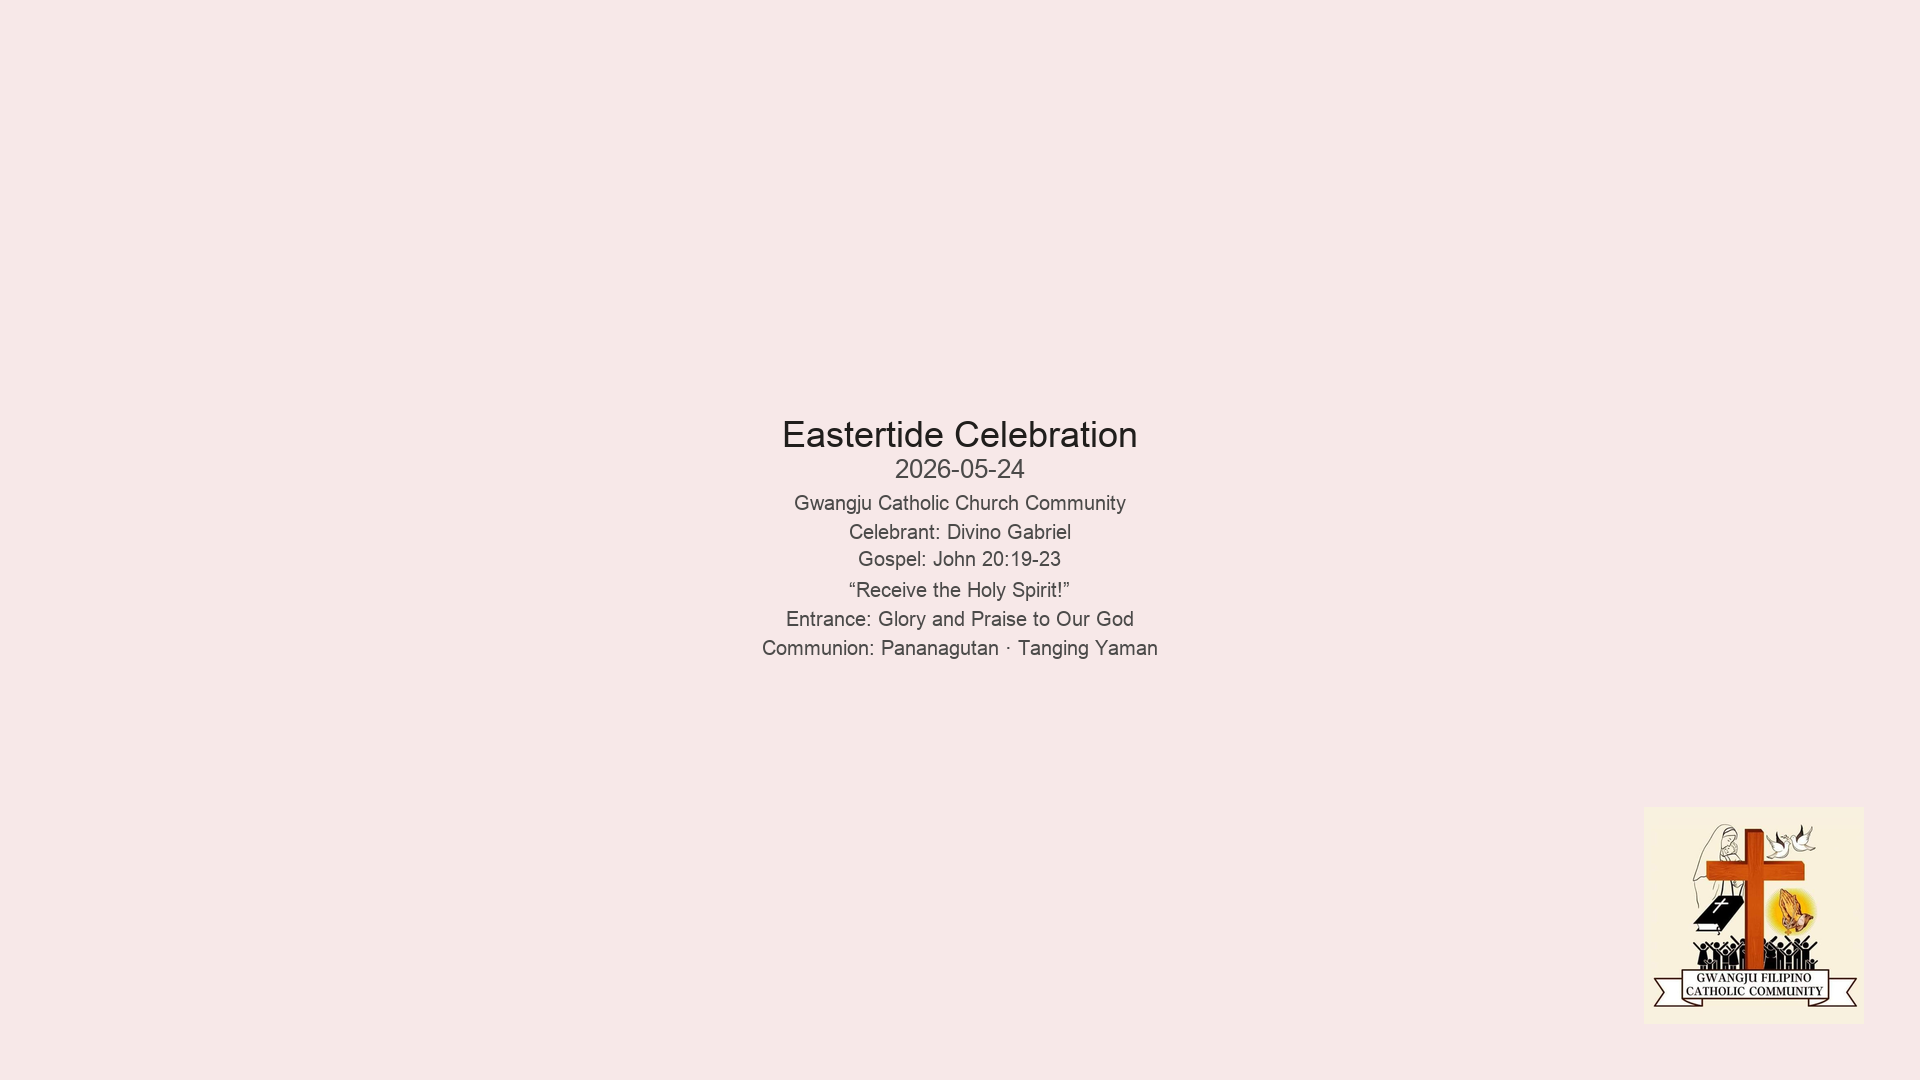 Eastertide Celebration
2026-05-24
Gwangju Catholic Church Community
Celebrant: Divino Gabriel
Gospel: John 20:19-23
“Receive the Holy Spirit!”
Entrance: Glory and Praise to Our God
Communion: Pananagutan · Tanging Yaman
GWANGJU FILIPINO
CATHOLIC COMMUNITY